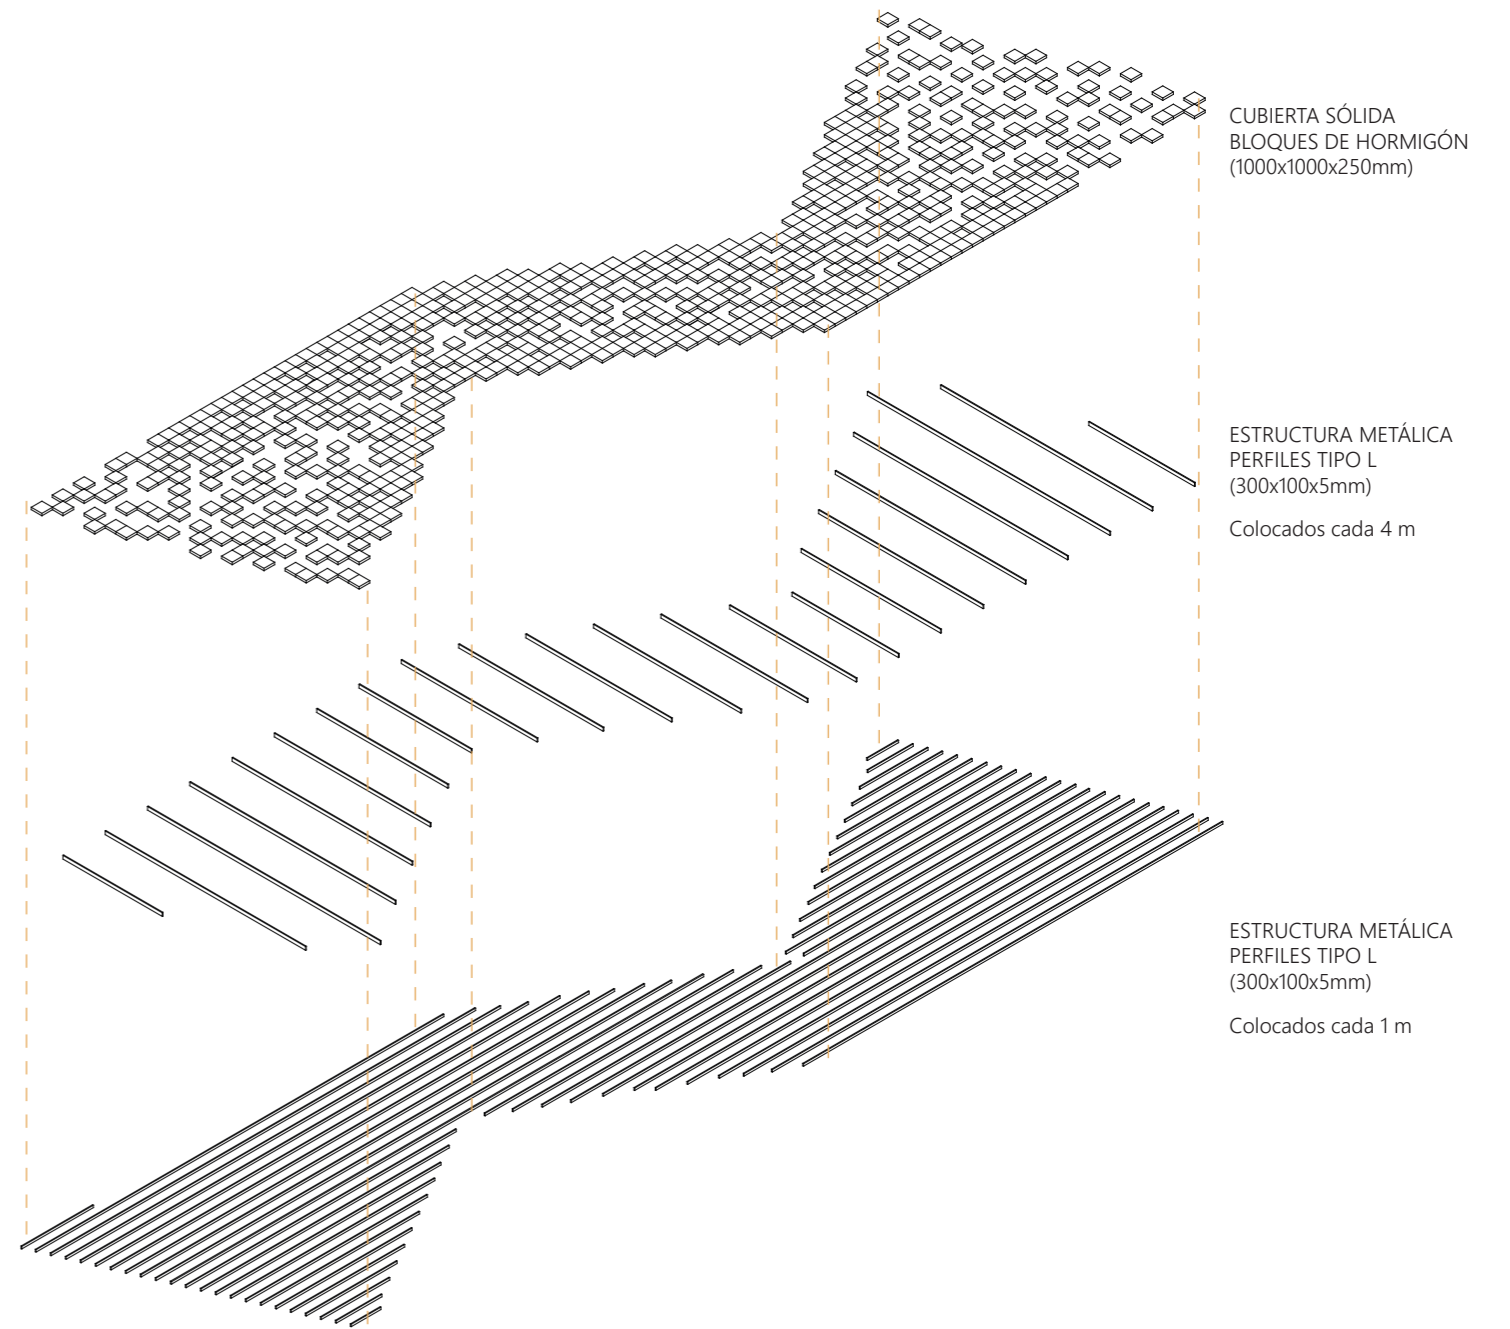 CUBIERTA SÓLIDA
BLOQUES DE HORMIGÓN
(1000x1000x250mm)
ESTRUCTURA METÁLICA
PERFILES TIPO L
(300x100x5mm)
Colocados cada 4 m
ESTRUCTURA METÁLICA
PERFILES TIPO L
(300x100x5mm)
Colocados cada 1 m